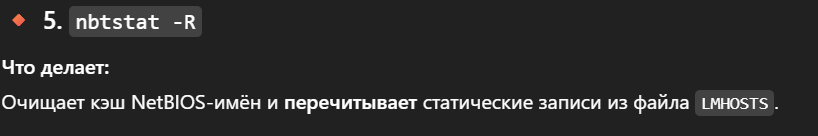 5. nbtstat -R
Что делает:
Очищает кэш NetBIOS-имён и перечитывает статические записи из файла LMHOSTS.